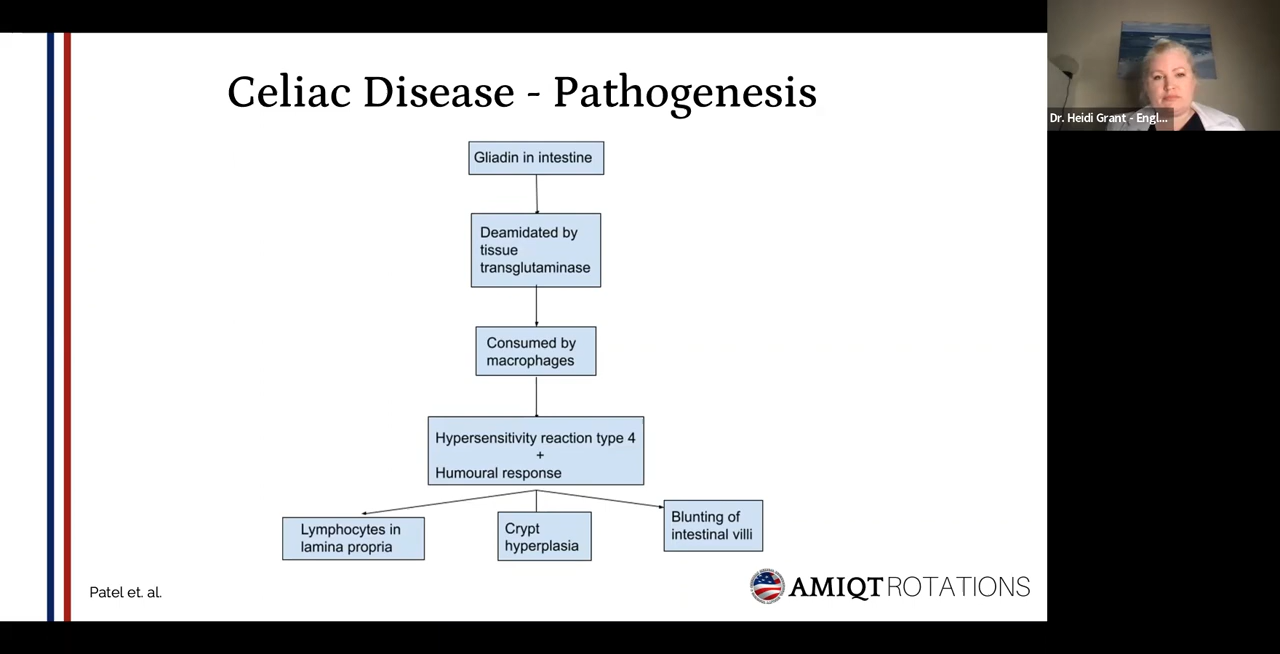 Celiac Disease - Pathogenesis
Dr. Heidi Grant - Engl...
Gliadin in intestine
Deamidated by
tissue
transglutaminase
Consumed by
macrophages
Hypersensitivity reaction type 4
+
Humoural response
Lymphocytes in
lamina propria
Crypt
hyperplasia
Blunting of
intestinal villi
Patel et. al.
AMIQT ROTATIONS